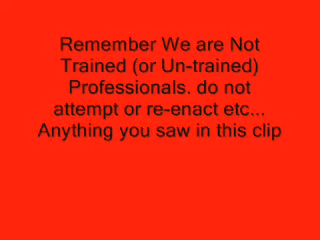 Remember We are Not
Trained (or Un-trained)
Professionals. do not
attempt or re-enact etc...
Anything you saw in this clip